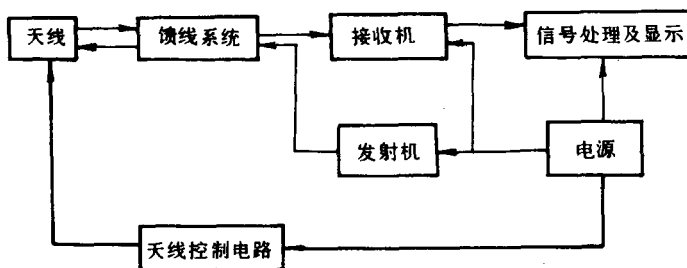 天线
馈线系统
接收机
信号处理及显示
发射机
电源
天线控制电路